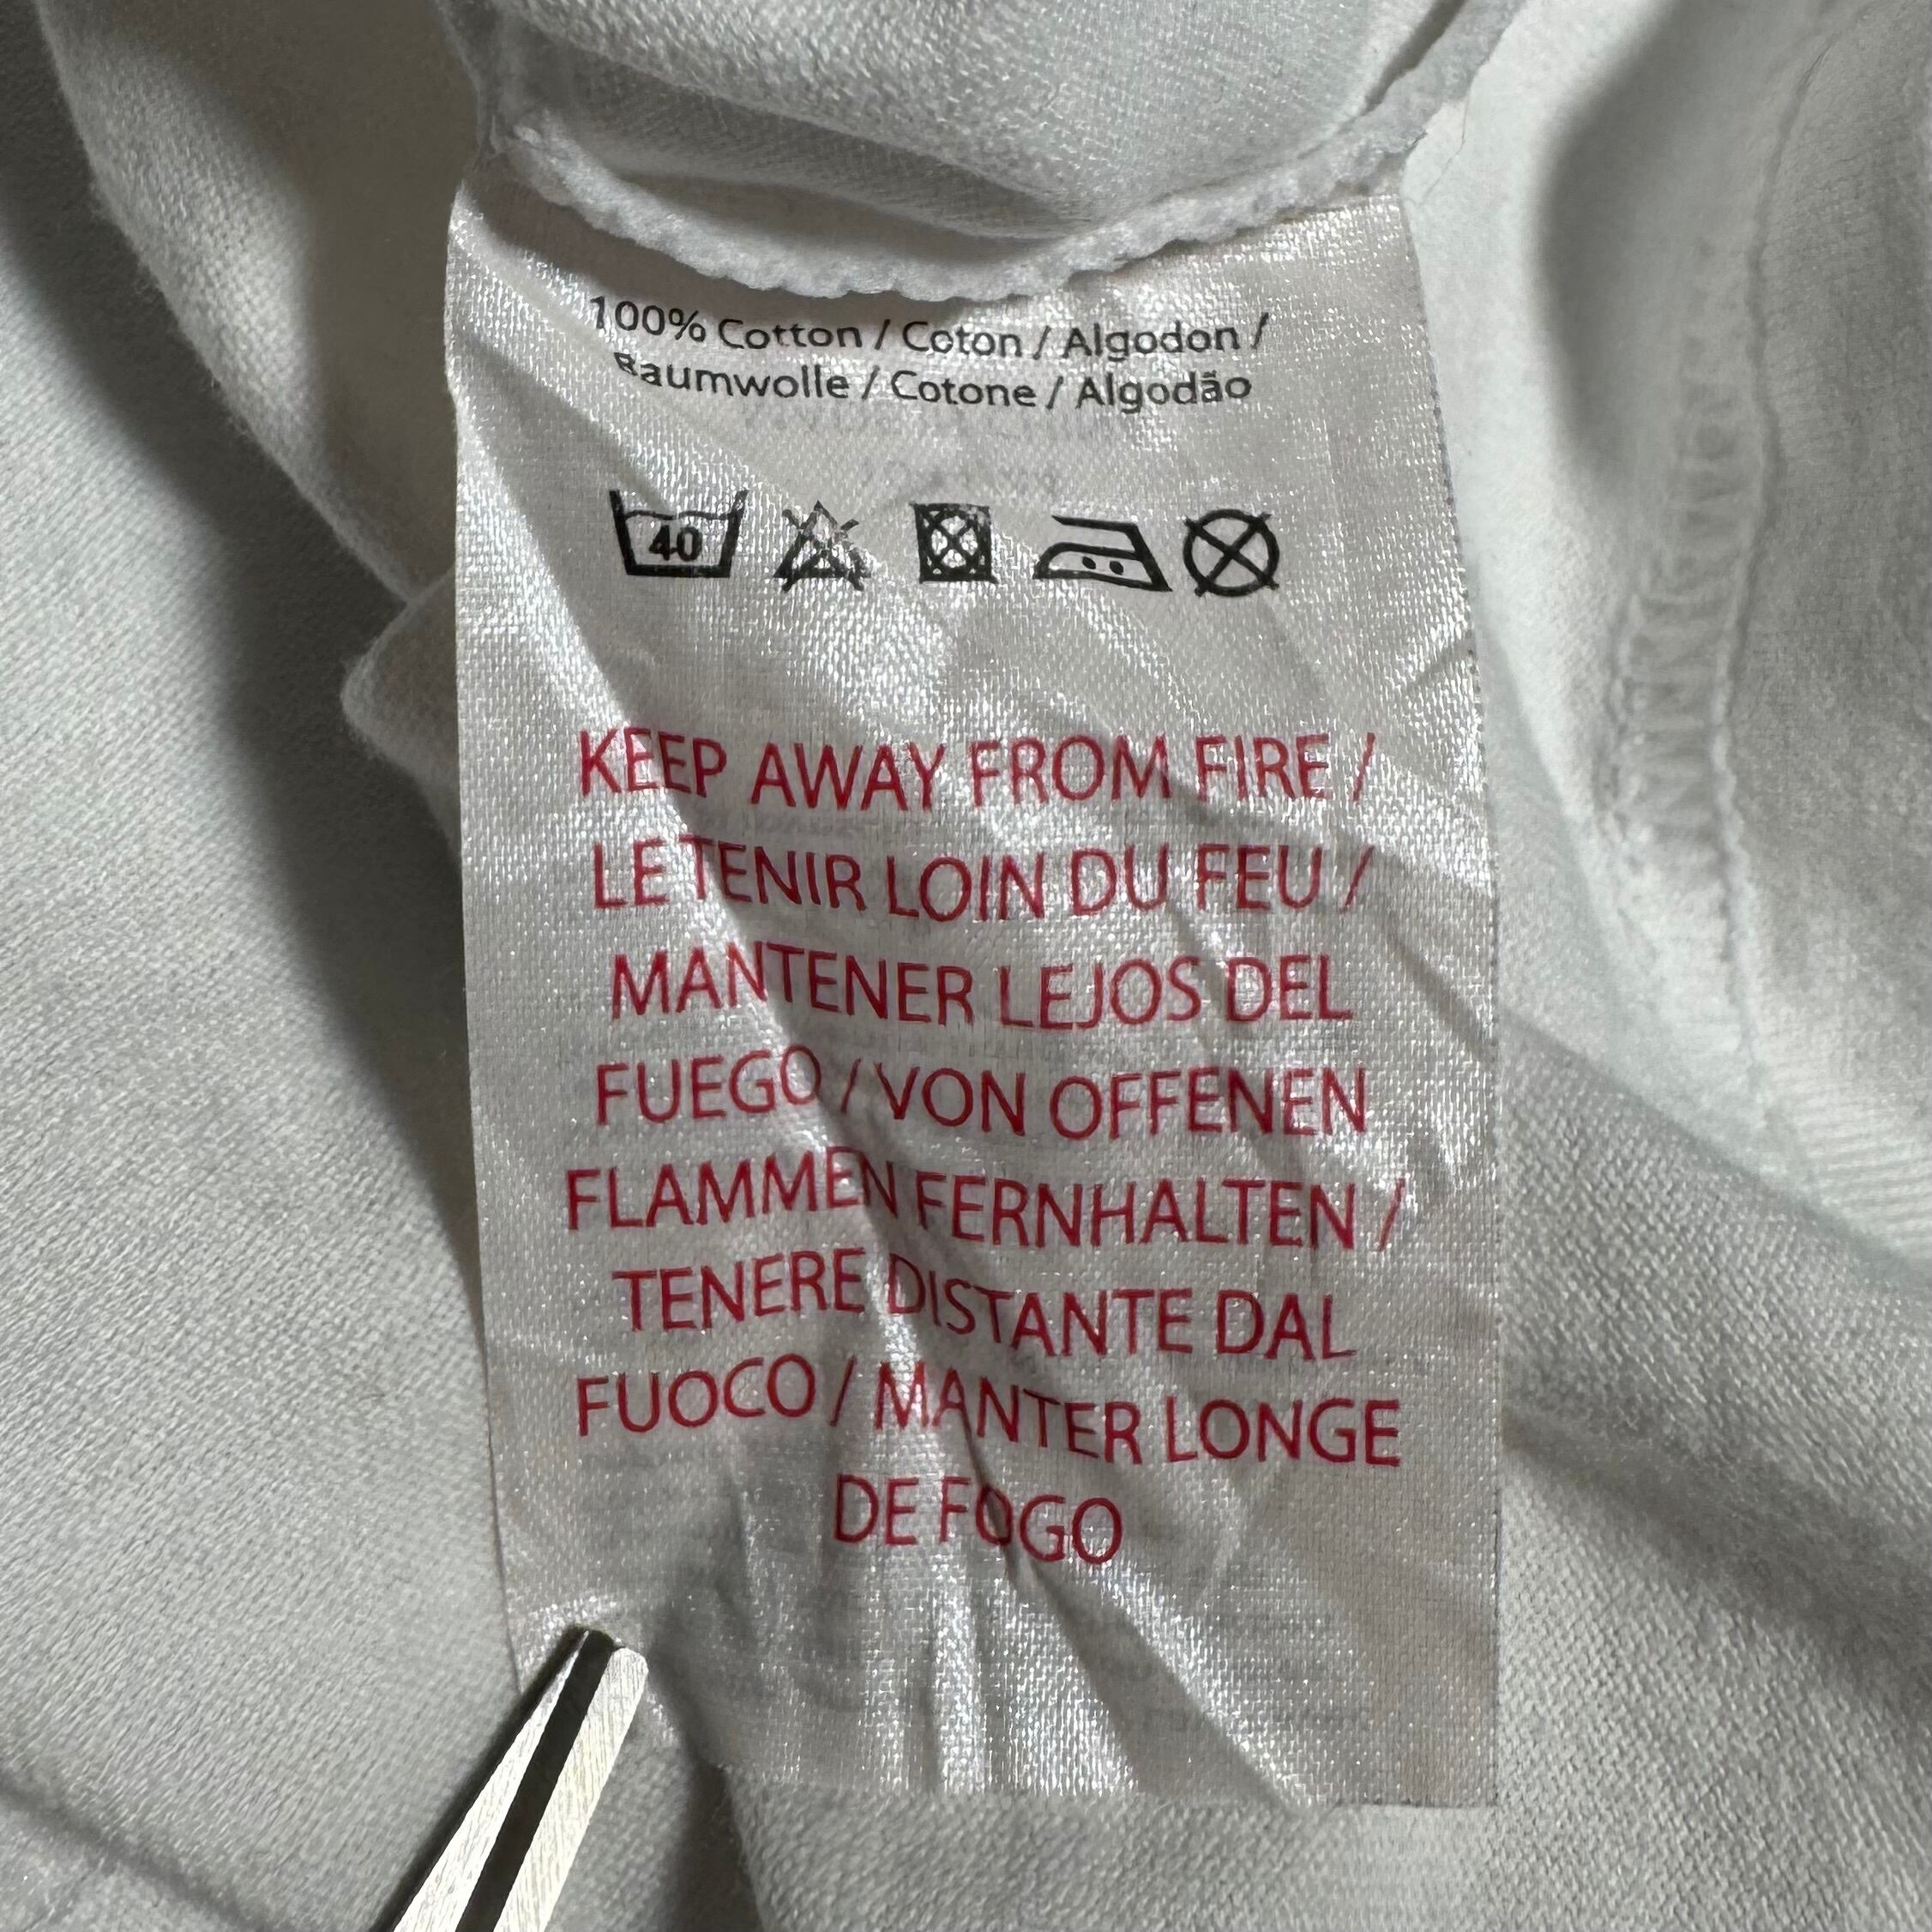 100% Cotton / Coton / Algodon /
Baumwolle / Cotone / Algodão
40
KEEP AWAY FROM FIRE /
LE TENIR LOIN DU FEU /
MANTENER LEJOS DEL
FUEGO / VON OFFENEN
FLAMMEN FERNHALTEN /
TENERE DISTANTE DAL
FUOCO / MANTER LONGE
DE FOGO